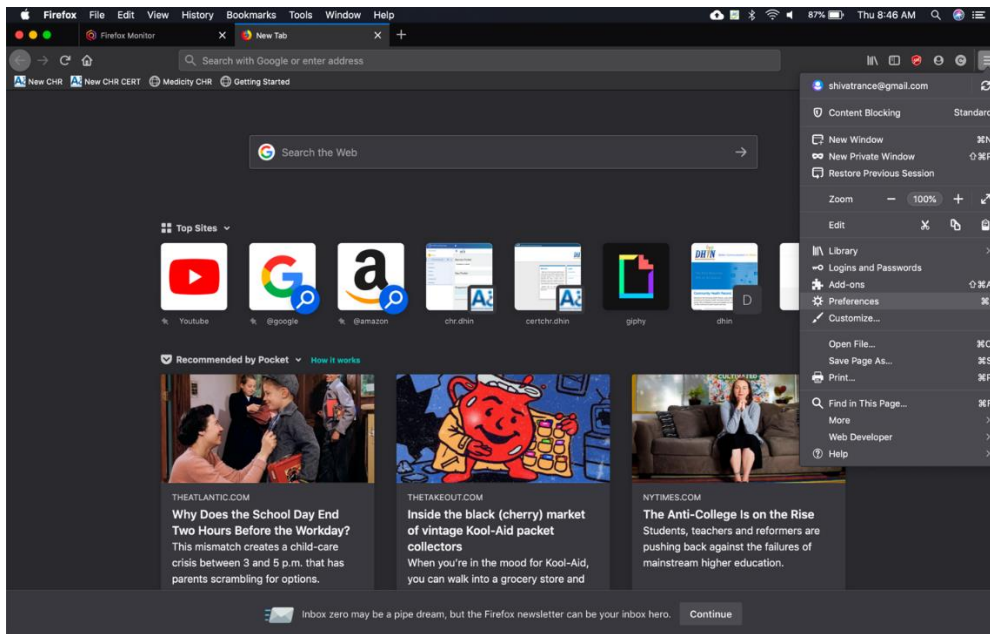 Firefox File Edit View History Bookmarks Tools Window Help
87% Thu 8:46 AM
Firefox Monitor
New Tab
Search with Google or enter address
New CHR New CHR CERT Medicity CHR Getting Started
Search the Web
Top Sites
Youtube
@google
@amazon
chr.dhin
certchr.dhin
giphy
DHIN
D
dhin
Recommended by Pocket How it works
THEATLANTIC.COM
Why Does the School Day End
Two Hours Before the Workday?
This mismatch creates a child-care
crisis between 3 and 5 p.m. that has
parents scrambling for options.
THETAKEOUT.COM
Inside the black (cherry) market
of vintage Kool-Aid packet
collectors
When you're in the mood for Kool-Aid,
you can walk into a grocery store and
NYTIMES.COM
The Anti-College Is on the Rise
Students, teachers and reformers are
pushing back against the failures of
mainstream higher education.
shivatrance@gmail.com
Content Blocking Standard
New Window ⌘N
New Private Window ⇧⌘P
Restore Previous Session
Zoom − 100% +
Edit
Library
Logins and Passwords
Add-ons ⇧⌘A
Preferences ⌘
Customize...
Open File... ⌘O
Save Page As... ⌘S
Print... ⌘P
Find in This Page... ⌘F
More
Web Developer
Help
Inbox zero may be a pipe dream, but the Firefox newsletter can be your inbox hero. Continue